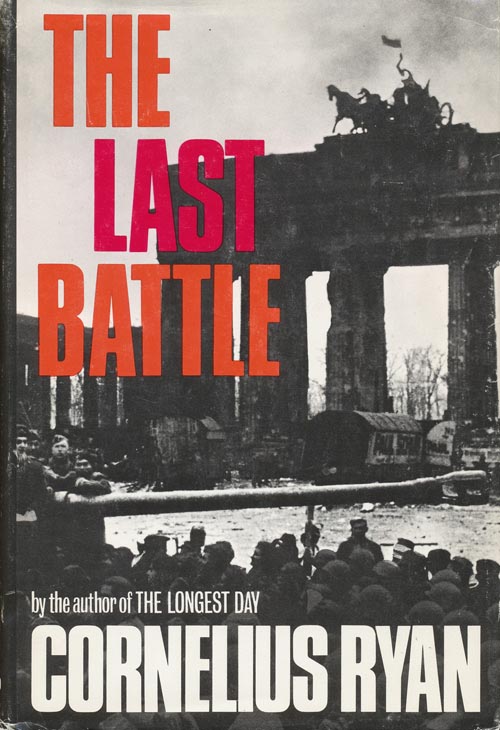 THE
LAST
BATTLE
by the author of THE LONGEST DAY
CORNELIUS RYAN